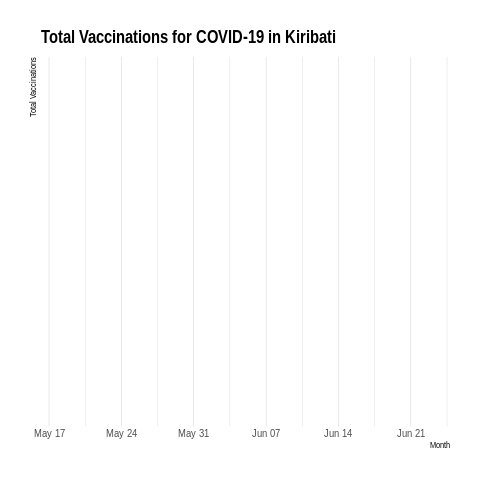 Total Vaccinations for COVID-19 in Kiribati
Total Vaccinations
May 17 May 24 May 31 Jun 07 Jun 14 Jun 21
Month